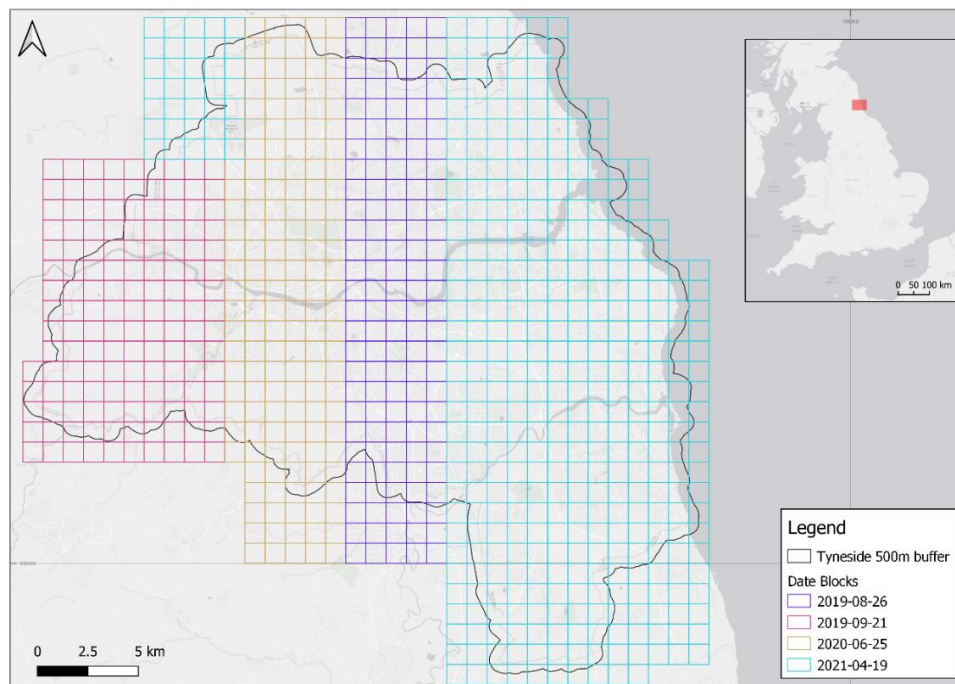 0 50 100 km
Legend
Tyneside 500m buffer
Date Blocks
2019-08-26
2019-09-21
2020-06-25
2021-04-19
0 2.5 5 km